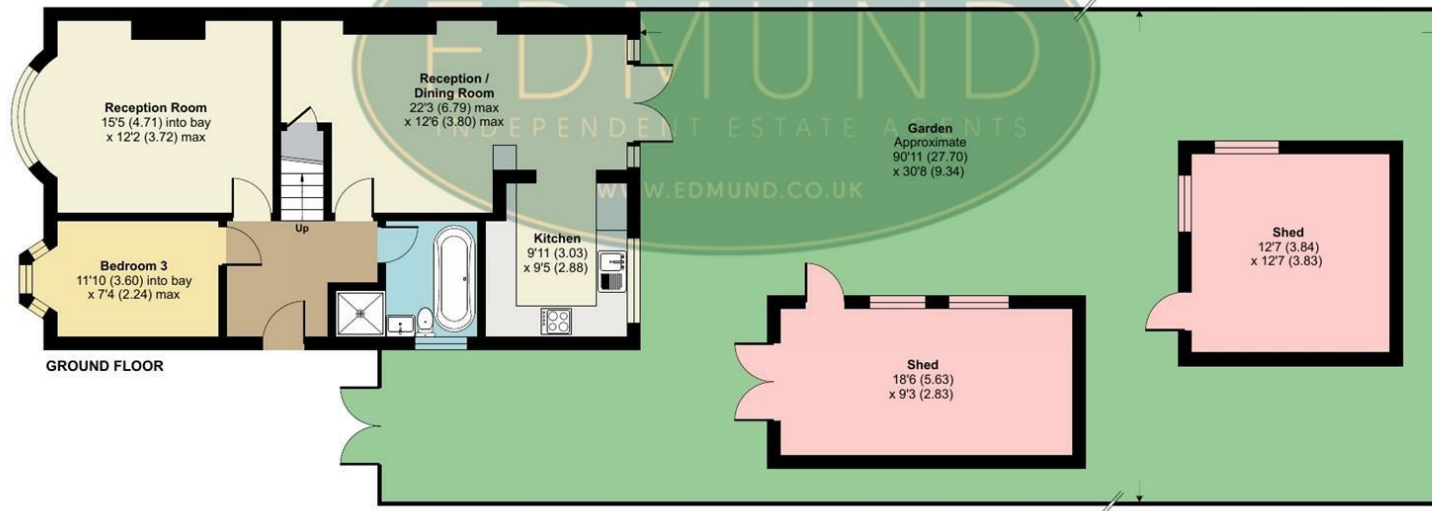 EDMUND
INDEPENDENT ESTATE AGENTS
WWW.EDMUND.CO.UK
Reception Room
15'5 (4.71) into bay
x 12'2 (3.72) max
Reception /
Dining Room
22'3 (6.79) max
x 12'6 (3.80) max
Garden
Approximate
90'11 (27.70)
x 30'8 (9.34)
Up
Bedroom 3
11'10 (3.60) into bay
x 7'4 (2.24) max
Kitchen
9'11 (3.03)
x 9'5 (2.88)
Shed
12'7 (3.84)
x 12'7 (3.83)
Shed
18'6 (5.63)
x 9'3 (2.83)
GROUND FLOOR